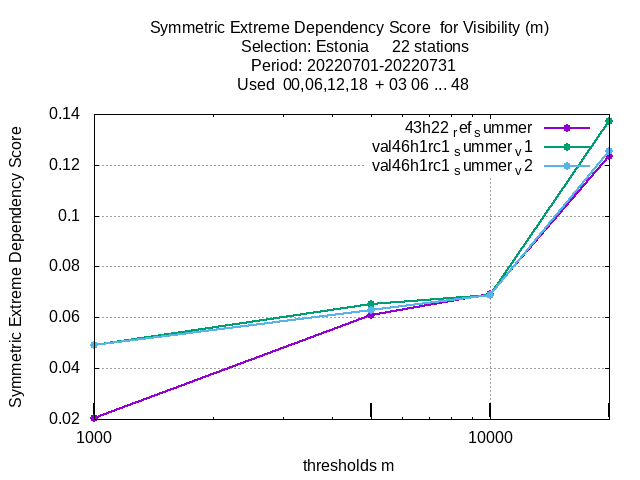 Symmetric Extreme Dependency Score  for Visibility (m)
Selection: Estonia     22 stations
Period: 20220701-20220731
Used  00,06,12,18  + 03 06 ... 48
43h22 ref summer
val46h1rc1 summer v1
val46h1rc1 summer v2
Symmetric Extreme Dependency Score
0.14
0.12
0.1
0.08
0.06
0.04
0.02
1000
10000
thresholds m